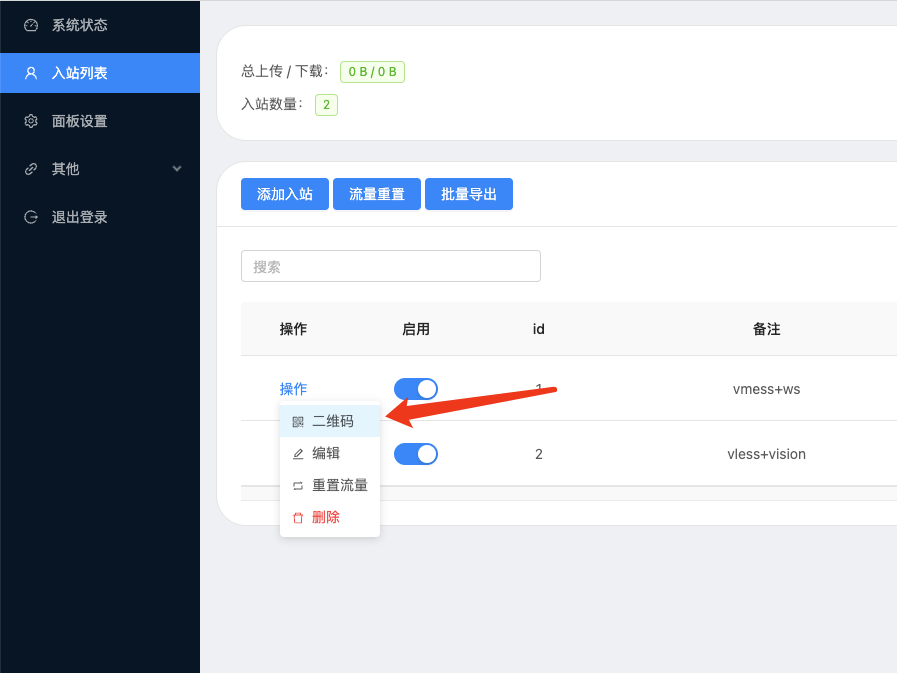 系统状态
入站列表
面板设置
其他
退出登录
总上传 / 下载： 0 B / 0 B
入站数量： 2
添加入站 流量重置 批量导出
搜索
操作 启用 id 备注
操作 1 vmess+ws
二维码
编辑
2 vless+vision
重置流量
删除